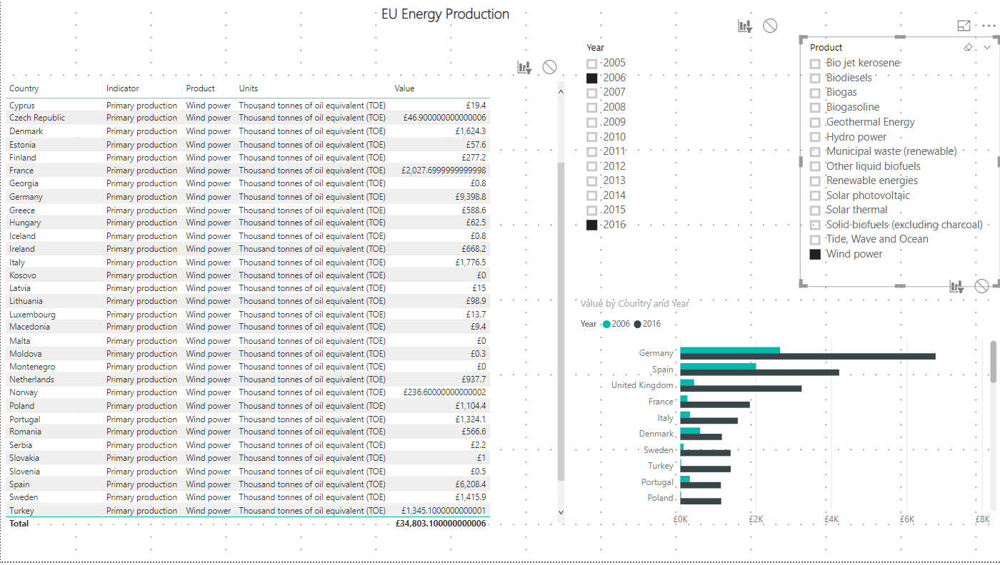 EU Energy Production
Country Indicator Product Units Value
Cyprus Primary production Wind power Thousand tonnes of oil equivalent (TOE) £19.4
Czech Republic Primary production Wind power Thousand tonnes of oil equivalent (TOE) £46.900000000000006
Denmark Primary production Wind power Thousand tonnes of oil equivalent (TOE) £1,624.3
Estonia Primary production Wind power Thousand tonnes of oil equivalent (TOE) £57.6
Finland Primary production Wind power Thousand tonnes of oil equivalent (TOE) £277.2
France Primary production Wind power Thousand tonnes of oil equivalent (TOE) £2,027.6999999999998
Georgia Primary production Wind power Thousand tonnes of oil equivalent (TOE) £0.8
Germany Primary production Wind power Thousand tonnes of oil equivalent (TOE) £9,398.8
Greece Primary production Wind power Thousand tonnes of oil equivalent (TOE) £588.6
Hungary Primary production Wind power Thousand tonnes of oil equivalent (TOE) £62.5
Iceland Primary production Wind power Thousand tonnes of oil equivalent (TOE) £0.8
Ireland Primary production Wind power Thousand tonnes of oil equivalent (TOE) £668.2
Italy Primary production Wind power Thousand tonnes of oil equivalent (TOE) £1,776.5
Kosovo Primary production Wind power Thousand tonnes of oil equivalent (TOE) £0
Latvia Primary production Wind power Thousand tonnes of oil equivalent (TOE) £15
Lithuania Primary production Wind power Thousand tonnes of oil equivalent (TOE) £98.9
Luxembourg Primary production Wind power Thousand tonnes of oil equivalent (TOE) £13.7
Macedonia Primary production Wind power Thousand tonnes of oil equivalent (TOE) £9.4
Malta Primary production Wind power Thousand tonnes of oil equivalent (TOE) £0
Moldova Primary production Wind power Thousand tonnes of oil equivalent (TOE) £0.3
Montenegro Primary production Wind power Thousand tonnes of oil equivalent (TOE) £0
Netherlands Primary production Wind power Thousand tonnes of oil equivalent (TOE) £937.7
Norway Primary production Wind power Thousand tonnes of oil equivalent (TOE) £236.60000000000002
Poland Primary production Wind power Thousand tonnes of oil equivalent (TOE) £1,104.4
Portugal Primary production Wind power Thousand tonnes of oil equivalent (TOE) £1,324.1
Romania Primary production Wind power Thousand tonnes of oil equivalent (TOE) £566.6
Serbia Primary production Wind power Thousand tonnes of oil equivalent (TOE) £2.2
Slovakia Primary production Wind power Thousand tonnes of oil equivalent (TOE) £1
Slovenia Primary production Wind power Thousand tonnes of oil equivalent (TOE) £0.5
Spain Primary production Wind power Thousand tonnes of oil equivalent (TOE) £6,208.4
Sweden Primary production Wind power Thousand tonnes of oil equivalent (TOE) £1,415.9
Turkey Primary production Wind power Thousand tonnes of oil equivalent (TOE) £1,345.1000000000001
Total £34,803.100000000006
Year
2005
2006
2007
2008
2009
2010
2011
2012
2013
2014
2015
2016
Product
Bio jet kerosene
Biodiesels
Biogas
Biogasoline
Geothermal Energy
Hydro power
Municipal waste (renewable)
Other liquid biofuels
Renewable energies
Solar photovoltaic
Solar thermal
Solid biofuels (excluding charcoal)
Tide, Wave and Ocean
Wind power
Value by Country and Year
Year 2006 2016
Germany
Spain
United Kingdom
France
Italy
Denmark
Sweden
Turkey
Portugal
Poland
£0K £2K £4K £6K £8K